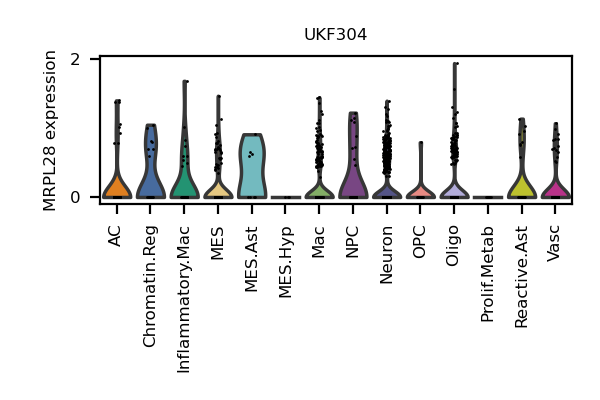 UKF304
MRPL28 expression
2
0
AC
Chromatin.Reg
Inflammatory.Mac
MES
MES.Ast
MES.Hyp
Mac
NPC
Neuron
OPC
Oligo
Prolif.Metab
Reactive.Ast
Vasc